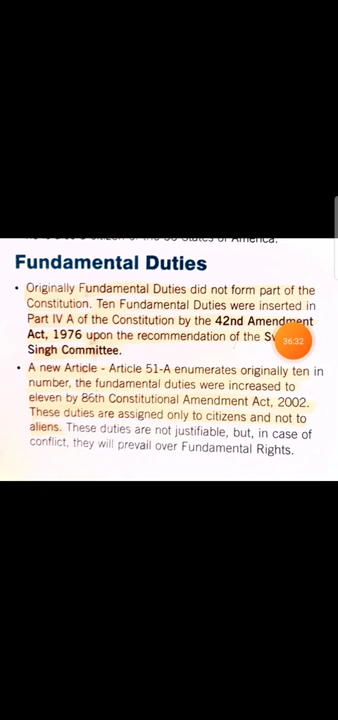 of America.
Fundamental Duties
• Originally Fundamental Duties did not form part of the
Constitution. Ten Fundamental Duties were inserted in
Part IV A of the Constitution by the 42nd Amendment
Act, 1976 upon the recommendation of the
36:32
Singh Committee.
• A new Article - Article 51-A enumerates originally ten in
number, the fundamental duties were increased to
eleven by 86th Constitutional Amendment Act, 2002.
These duties are assigned only to citizens and not to
aliens. These duties are not justifiable, but, in case of
conflict, they will prevail over Fundamental Rights.